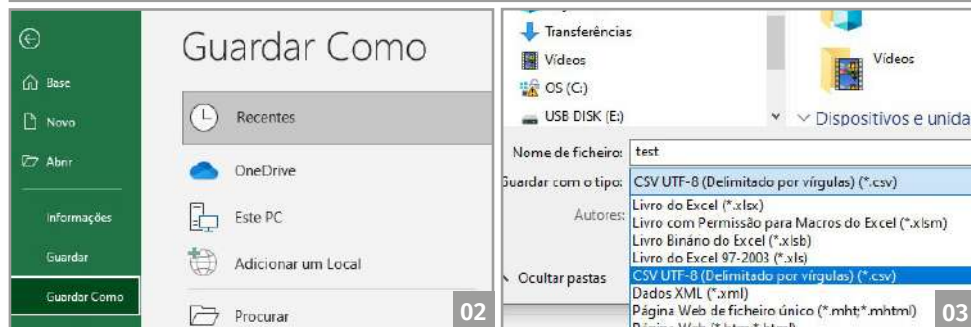 Guardar Como
Base
Novo
Abrir
Informações
Guardar
Guardar Como
Recentes
OneDrive
Este PC
Adicionar um Local
Procurar
02
Transferências
Vídeos
OS (C:)
USB DISK (E:)
Vídeos
Dispositivos e unida
Nome de ficheiro: test
Guardar com o tipo: CSV UTF-8 (Delimitado por vírgulas) (*.csv)
Autores:
Livro do Excel (*.xlsx)
Livro com Permissão para Macros do Excel (*.xlsm)
Livro Binário do Excel (*.xlsb)
Livro do Excel 97-2003 (*.xls)
CSV UTF-8 (Delimitado por vírgulas) (*.csv)
Dados XML (*.xml)
Página Web de ficheiro único (*.mht;*.mhtml)
Ocultar pastas
03